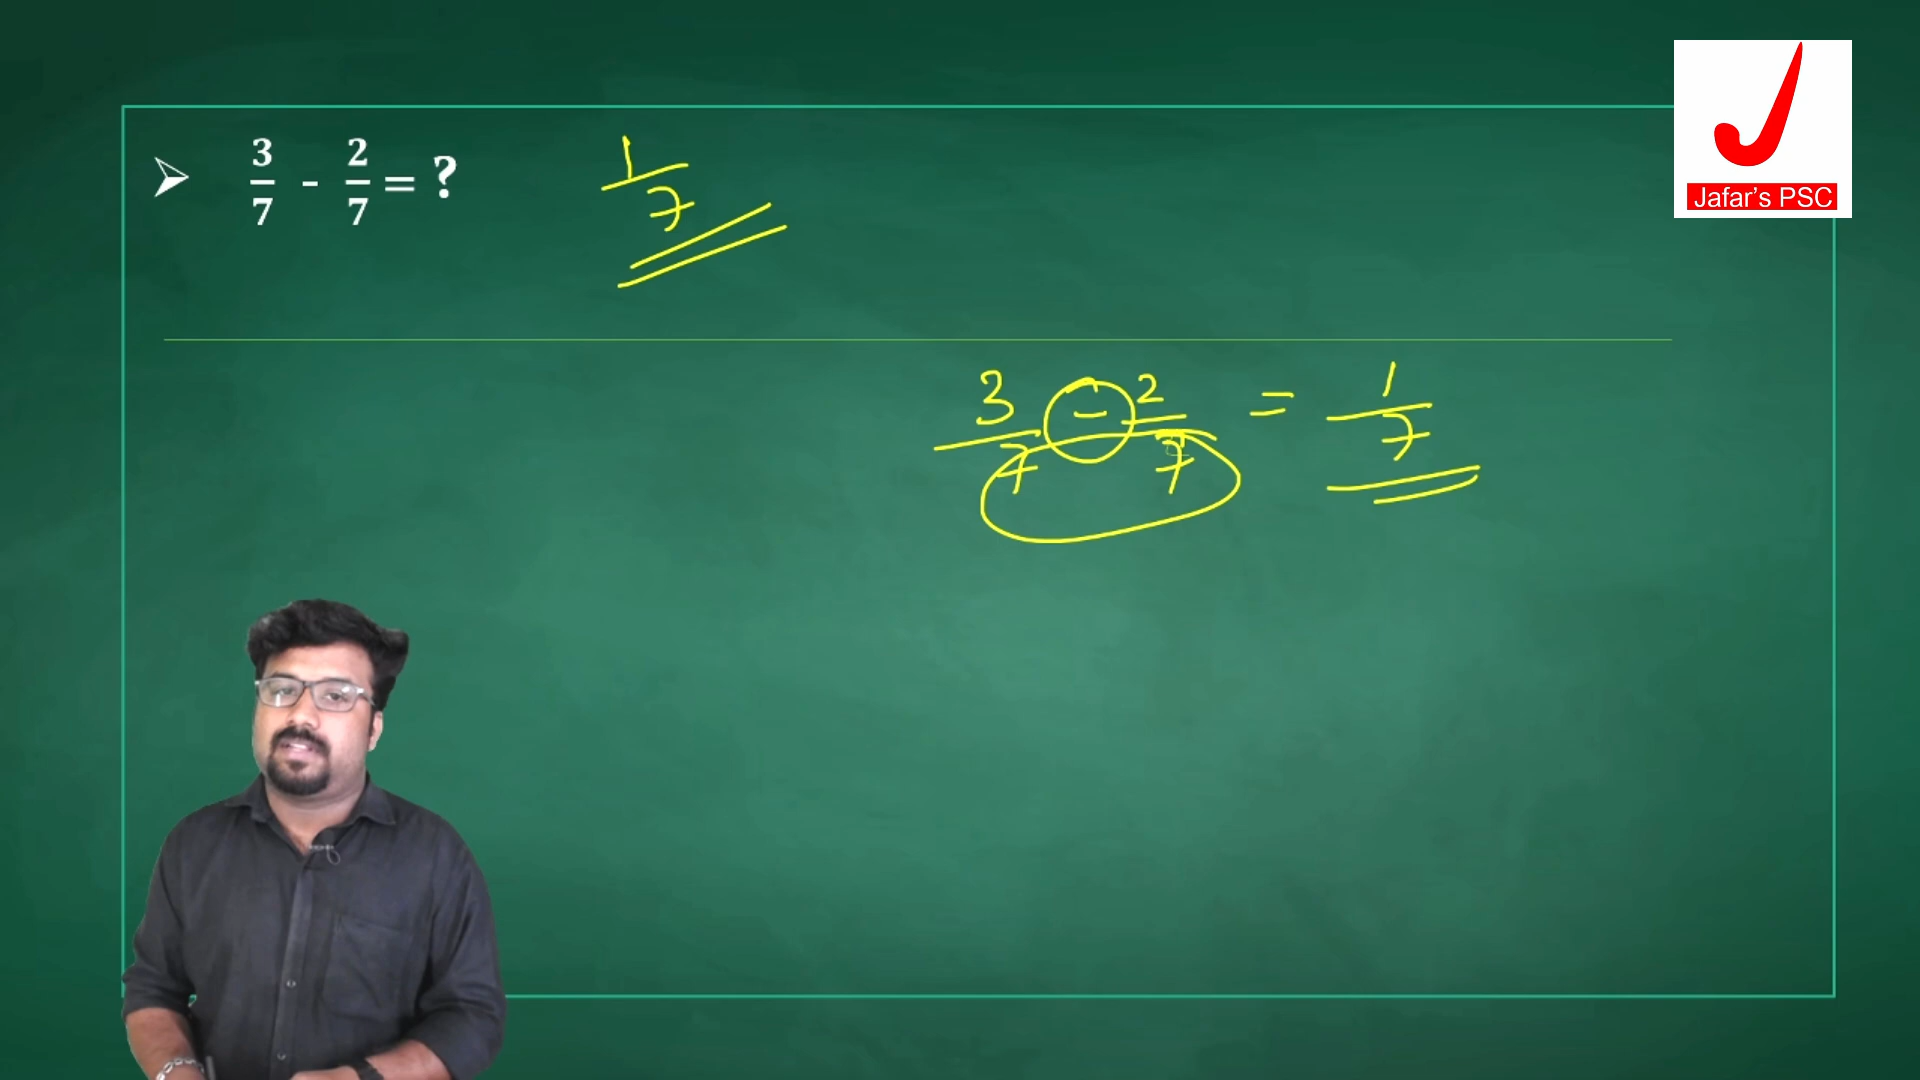 3/7 - 2/7 = ? 1/7
3/7 - 2/7 = 1/7
Jafar's PSC